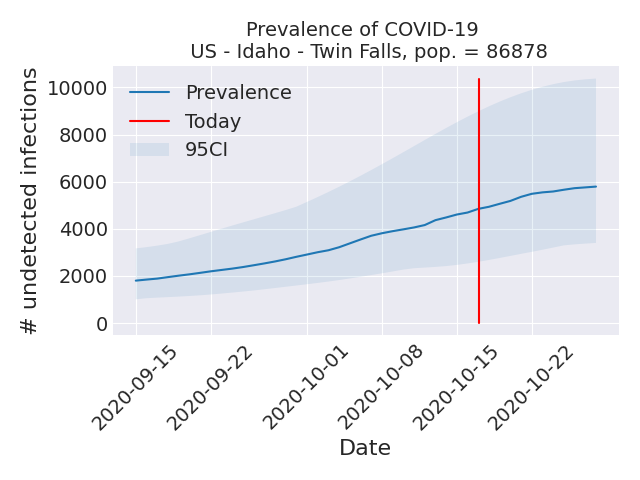 Prevalence of COVID-19
US - Idaho - Twin Falls, pop. = 86878
# undetected infections
10000
8000
6000
4000
2000
0
Prevalence
Today
95CI
2020-09-15
2020-09-22
2020-10-01
2020-10-08
2020-10-15
2020-10-22
Date